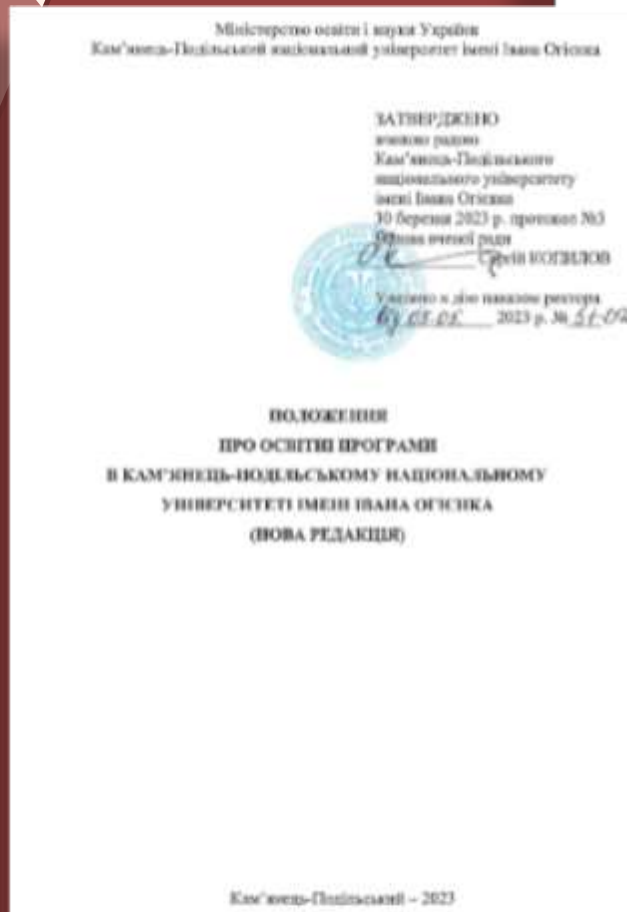 Міністерство освіти і науки України
Кам’янець-Подільський національний університет імені Івана Огієнка
ЗАТВЕРДЖЕНО
вченою радою
Кам’янець-Подільського
національного університету
імені Івана Огієнка
30 березня 2023 р. протокол №3
Голова вченої ради
Сергій КОПИЛОВ
Уведено в дію наказом ректора
2023 р. №
ПОЛОЖЕННЯ
ПРО ОСВІТНІ ПРОГРАМИ
В КАМ’ЯНЕЦЬ-ПОДІЛЬСЬКОМУ НАЦІОНАЛЬНОМУ
УНІВЕРСИТЕТІ ІМЕНІ ІВАНА ОГІЄНКА
(НОВА РЕДАКЦІЯ)
Кам’янець-Подільський – 2023